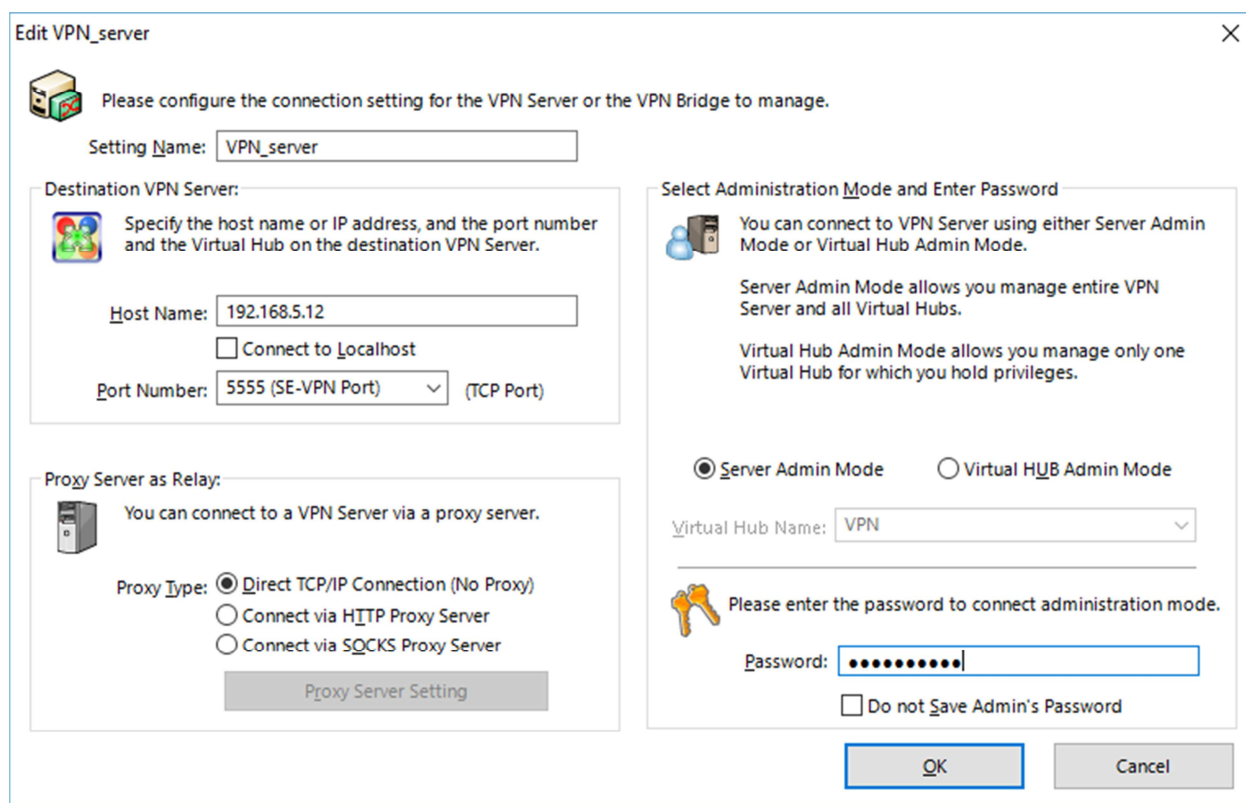 Edit VPN_server
Please configure the connection setting for the VPN Server or the VPN Bridge to manage.
Setting Name: VPN_server
Destination VPN Server:
Specify the host name or IP address, and the port number
and the Virtual Hub on the destination VPN Server.
Host Name: 192.168.5.12
Connect to Localhost
Port Number: 5555 (SE-VPN Port) (TCP Port)
Proxy Server as Relay:
You can connect to a VPN Server via a proxy server.
Proxy Type: Direct TCP/IP Connection (No Proxy)
Connect via HTTP Proxy Server
Connect via SOCKS Proxy Server
Proxy Server Setting
Select Administration Mode and Enter Password
You can connect to VPN Server using either Server Admin
Mode or Virtual Hub Admin Mode.
Server Admin Mode allows you manage entire VPN
Server and all Virtual Hubs.
Virtual Hub Admin Mode allows you manage only one
Virtual Hub for which you hold privileges.
Server Admin Mode Virtual HUB Admin Mode
Virtual Hub Name: VPN
Please enter the password to connect administration mode.
Password: ●●●●●●●●●●
Do not Save Admin's Password
OK Cancel